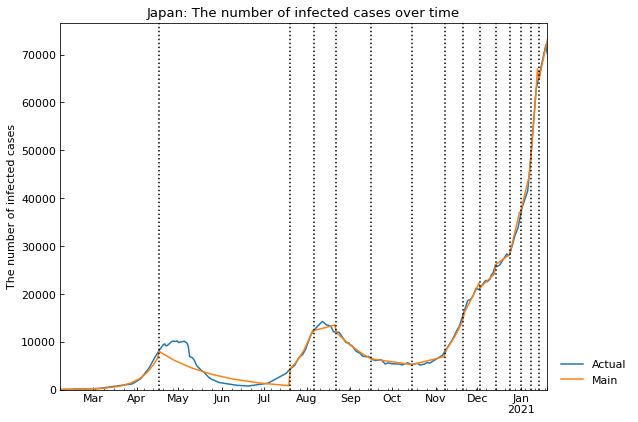 Japan: The number of infected cases over time
The number of infected cases
70000
60000
50000
40000
30000
20000
10000
0
Mar Apr May Jun Jul Aug Sep Oct Nov Dec Jan
2021
Actual
Main